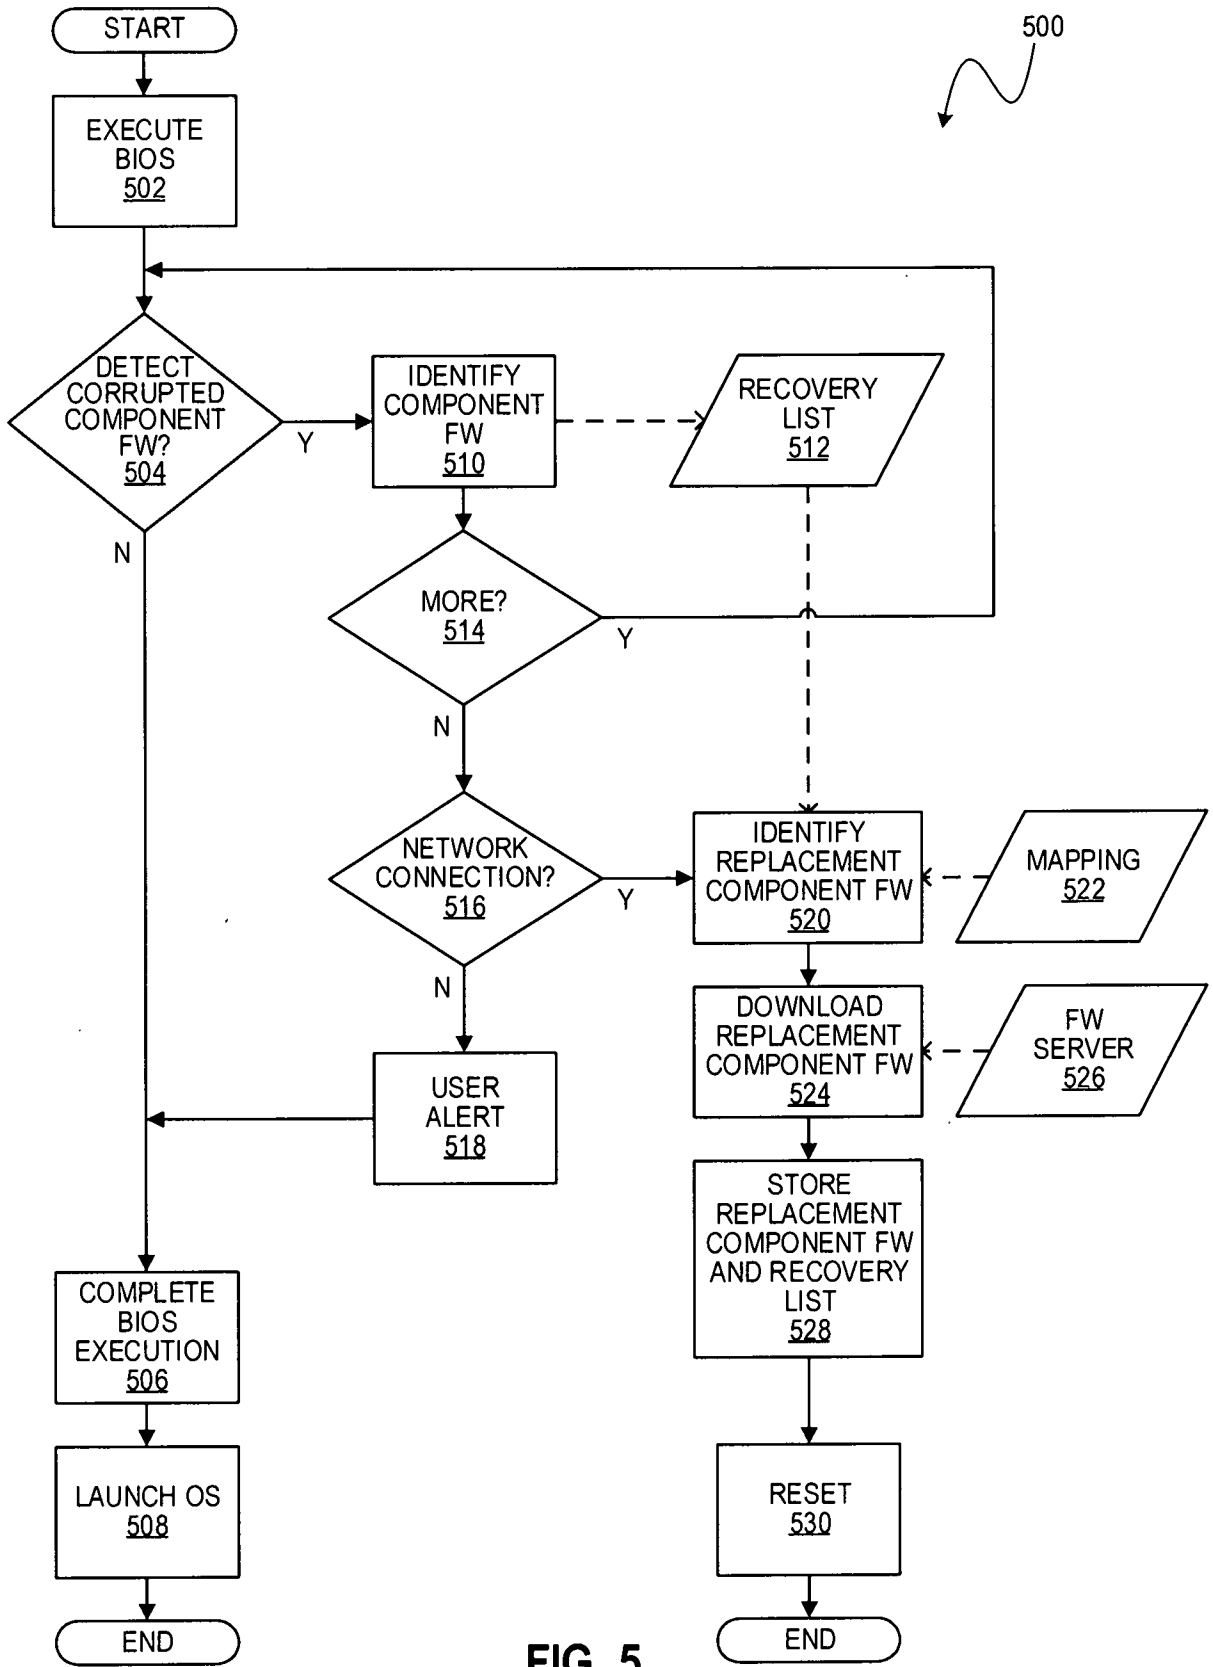 START
500
EXECUTE
BIOS
502
DETECT
CORRUPTED
COMPONENT
FW?
504
Y
N
IDENTIFY
COMPONENT
FW
510
RECOVERY
LIST
512
MORE?
514
Y
N
NETWORK
CONNECTION?
516
Y
N
IDENTIFY
REPLACEMENT
COMPONENT FW
520
MAPPING
522
DOWNLOAD
REPLACEMENT
COMPONENT FW
524
FW
SERVER
526
USER
ALERT
518
STORE
REPLACEMENT
COMPONENT FW
AND RECOVERY
LIST
528
COMPLETE
BIOS
EXECUTION
506
LAUNCH OS
508
RESET
530
END
END
FIG. 5